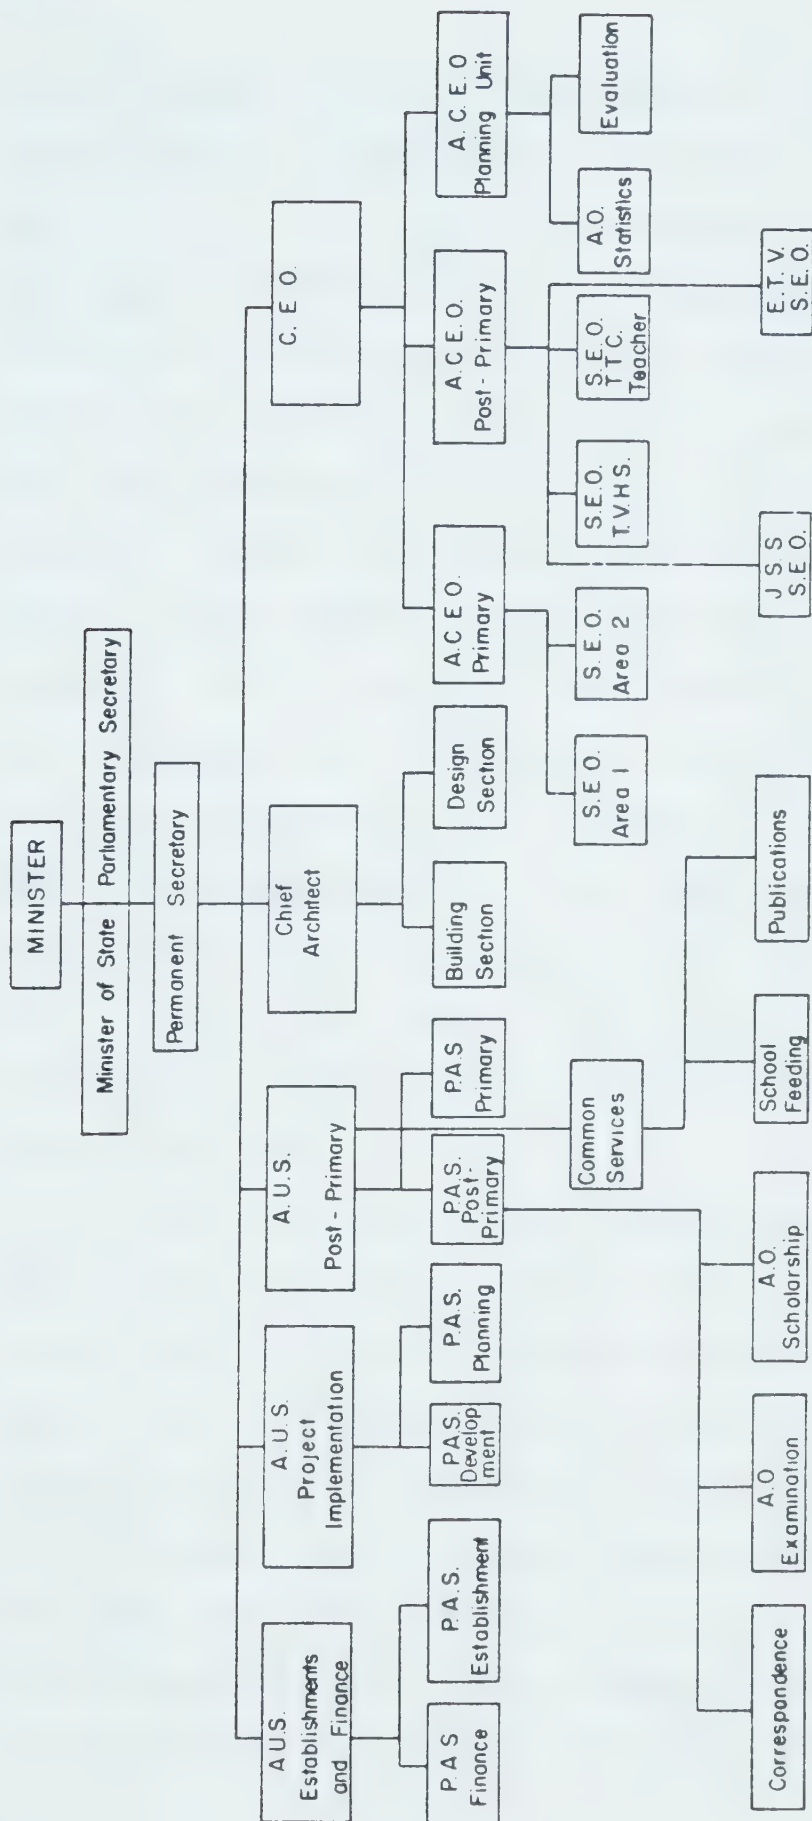 MINISTER
Minister of State Parliamentary Secretary
Permanent Secretary
A U.S.
Establishments
and Finance
A. U. S.
Project
Implementation
A.U.S.
Post - Primary
Chief
Architect
C. E O.
P.A.S
Finance
P.A.S.
Establishment
P.A.S.
Develop
ment
P.A.S.
Planning
P.A.S.
Post-
Primary
P.A.S
Primary
Building
Section
Design
Section
A.C E O.
Primary
A.C E O.
Post - Primary
A. C. E. O
Planning Unit
Common
Services
S. E O.
Area 1
S. E. O.
Area 2
S.E.O.
T.V.H S.
S. E. O.
T T C.
Teacher
A.O.
Statistics
Evaluation
Correspondence
A.O
Examination
A.O.
Scholarship
School
Feeding
Publications
J S. S
S.E O.
E. T. V.
S. E. O.